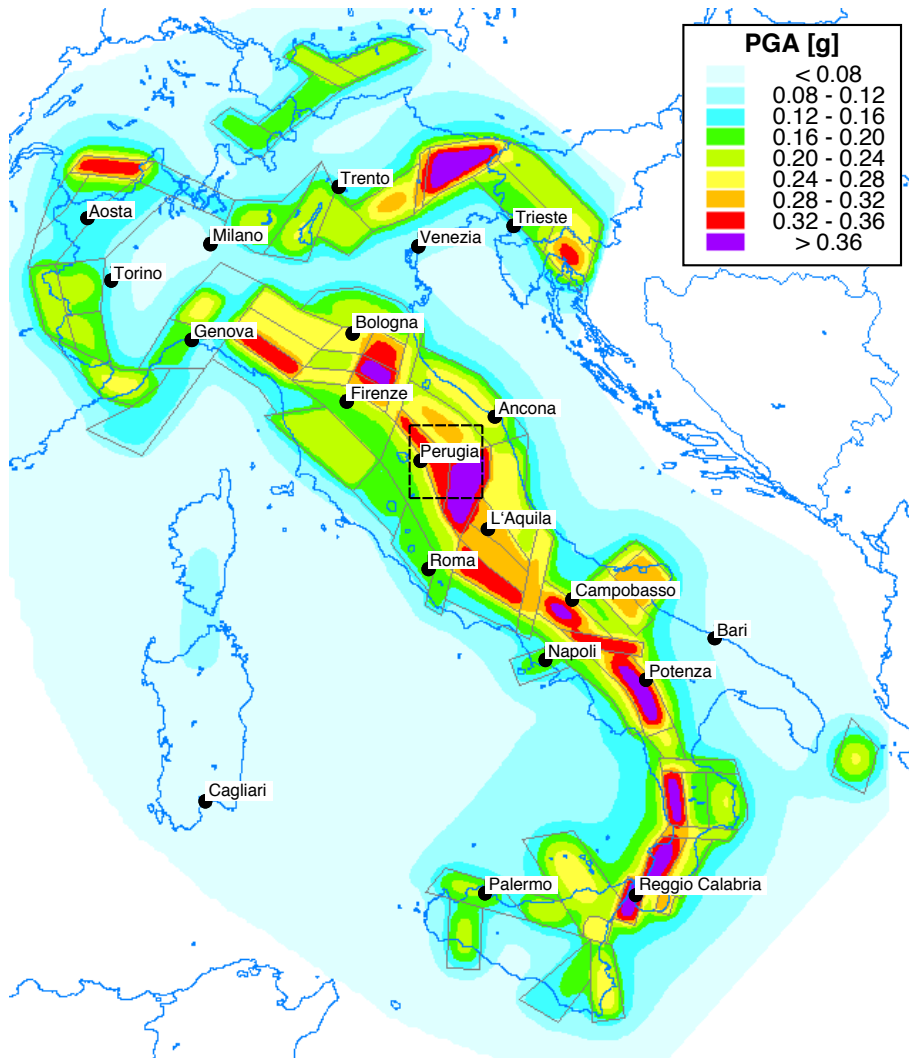 PGA [g]
< 0.08
0.08 - 0.12
0.12 - 0.16
0.16 - 0.20
0.20 - 0.24
0.24 - 0.28
0.28 - 0.32
0.32 - 0.36
> 0.36
Trento
Aosta
Trieste
Milano
Venezia
Torino
Bologna
Genova
Firenze
Ancona
Perugia
L'Aquila
Roma
Campobasso
Bari
Napoli
Potenza
Cagliari
Palermo
Reggio Calabria